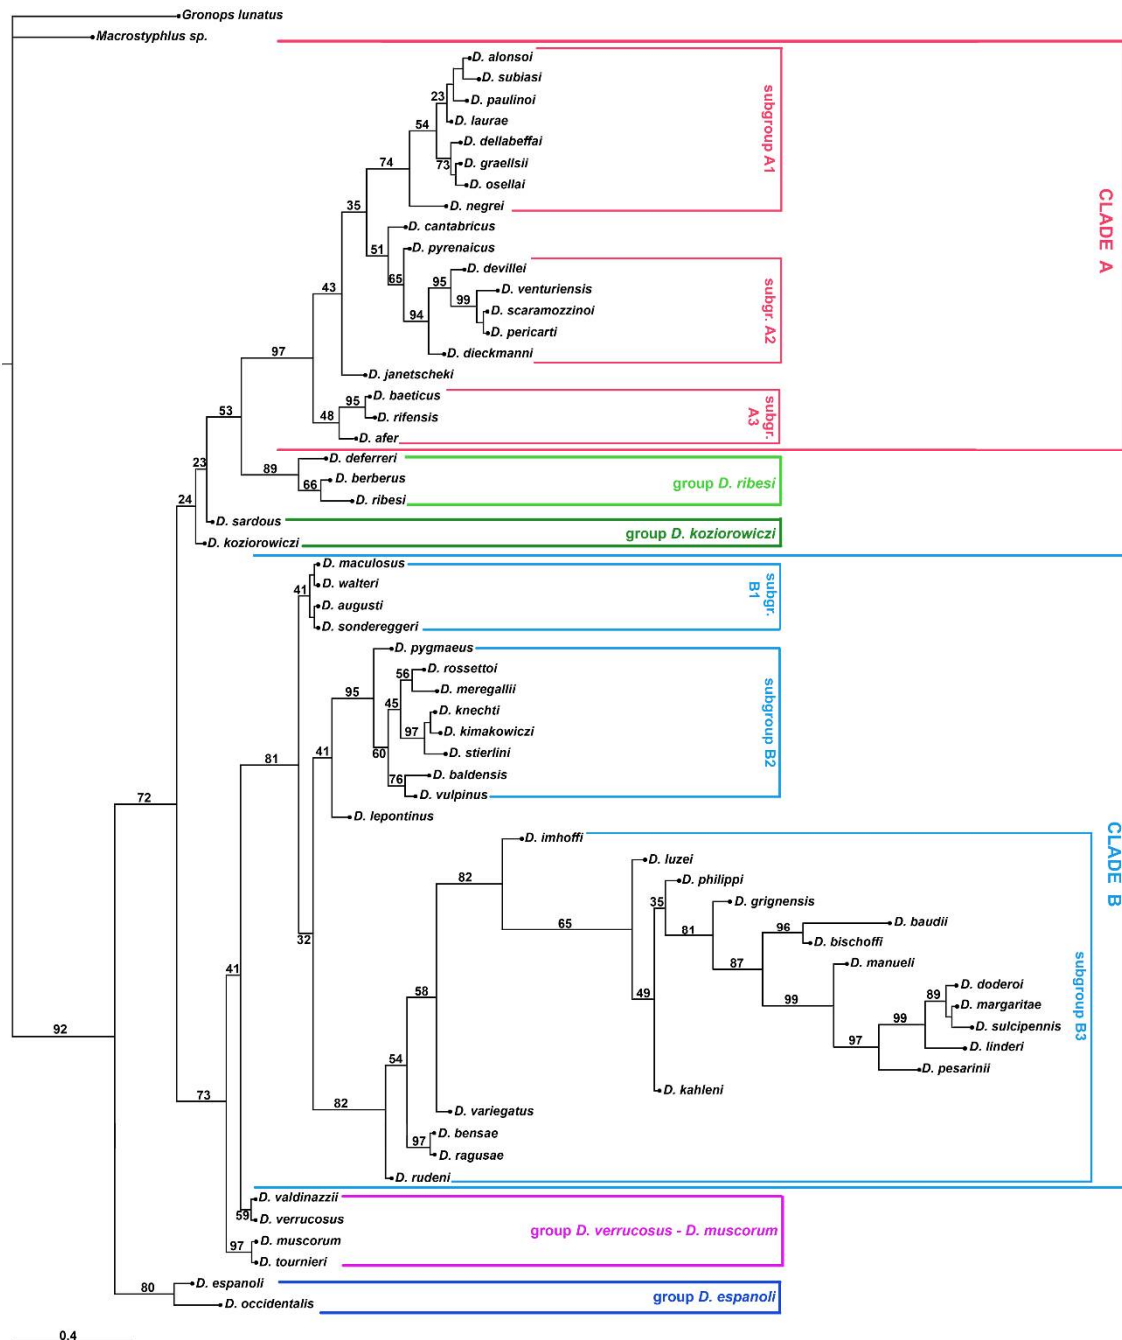 Gronops lunatus
Macrostyphlus sp.
D. alonsoi
D. subiasi
23
D. paulinoi
D. laurae
54
D. dellabeffai
73
D. graellsii
74
D. osellai
D. negrei
subgroup A1
35
D. cantabricus
51
D. pyrenaicus
65
D. devillei
95
D. venturiensis
99
D. scaramozzinoi
94
D. pericarti
D. dieckmanni
subgr. A2
43
D. janetscheki
97
D. baeticus
95
D. rifensis
48
D. afer
subgr.
A3
CLADE A
53
D. deferreri
89
D. berberus
66
D. ribesi
group D. ribesi
23
D. sardous
24
D. koziorowiczi
group D. koziorowiczi
D. maculosus
41
D. walteri
D. augusti
D. sondereggeri
subgr.
B1
D. pygmaeus
D. rossettoi
56
D. meregallii
95
45
D. knechti
97
D. kimakowiczi
60
D. stierlini
41
D. baldensis
76
D. vulpinus
subgroup B2
81
D. lepontinus
72
D. imhoffi
82
D. luzei
D. philippi
35
D. grignensis
65
81
D. baudii
96
D. bischoffi
32
87
D. manueli
41
D. doderoi
89
58
49
99
D. margaritae
99
D. sulcipennis
92
97
D. linderi
54
D. pesarinii
73
D. kahleni
82
D. variegatus
D. bensae
97
D. ragusae
D. rudeni
subgroup B3
CLADE B
D. valdinazzii
59
D. verrucosus
D. muscorum
97
D. tournieri
group D. verrucosus - D. muscorum
D. espanoli
80
D. occidentalis
group D. espanoli
0.4